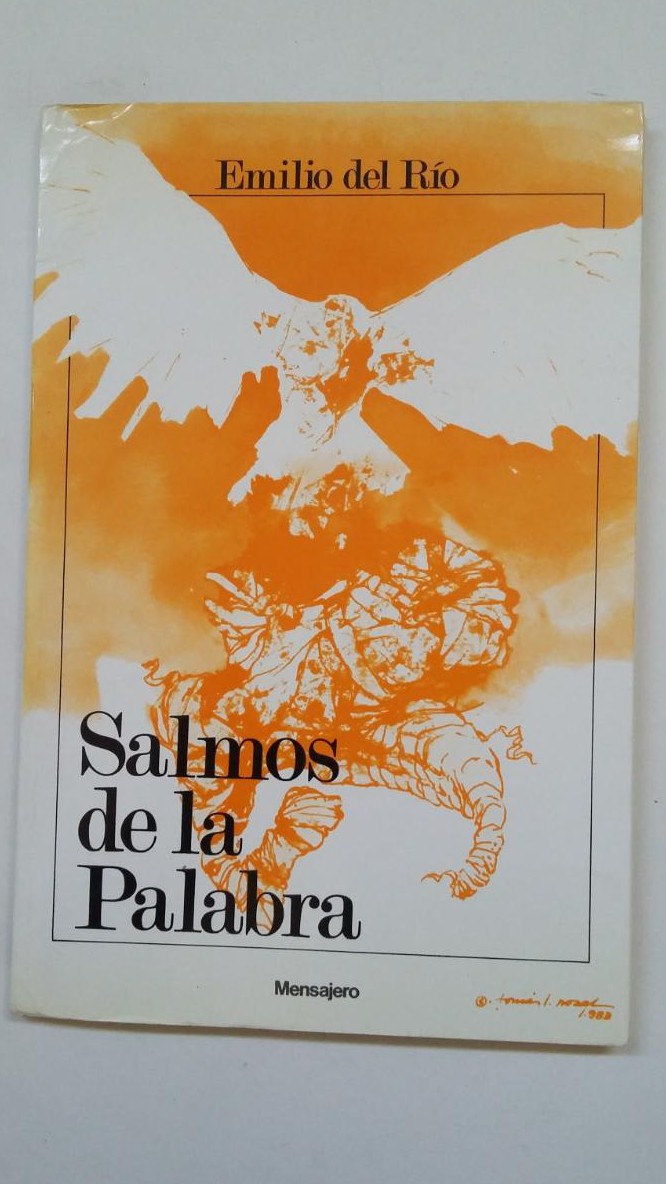 Emilio del Río
Salmos
de la
Palabra
Mensajero